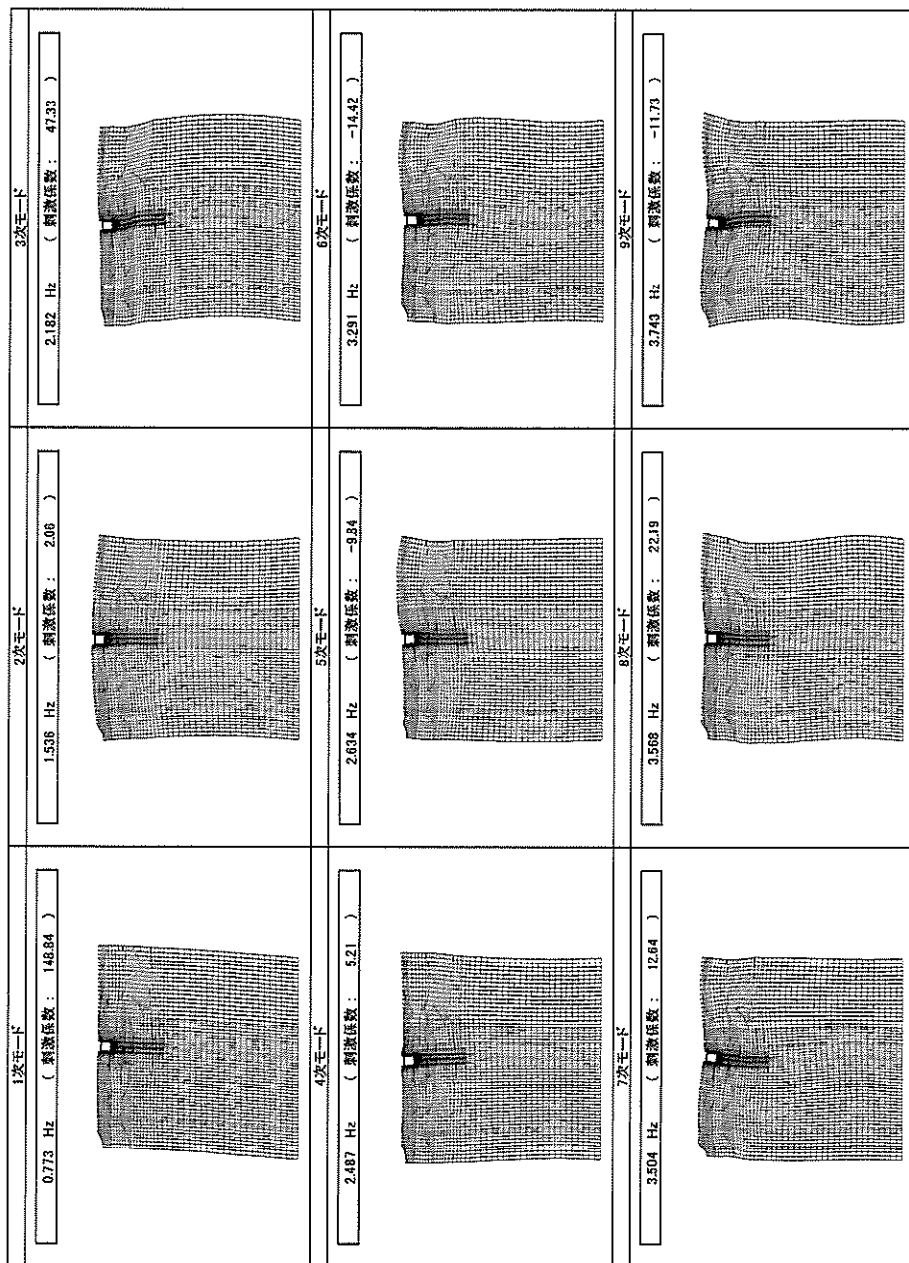 1次モード
0.773 Hz ( 刺激係数 : 148.84 )
2次モード
1.536 Hz ( 刺激係数 : 2.06 )
3次モード
2.182 Hz ( 刺激係数 : 47.33 )
4次モード
2.487 Hz ( 刺激係数 : 5.21 )
5次モード
2.634 Hz ( 刺激係数 : -9.84 )
6次モード
3.291 Hz ( 刺激係数 : -14.42 )
7次モード
3.504 Hz ( 刺激係数 : 12.64 )
8次モード
3.568 Hz ( 刺激係数 : 22.19 )
9次モード
3.743 Hz ( 刺激係数 : -11.73 )